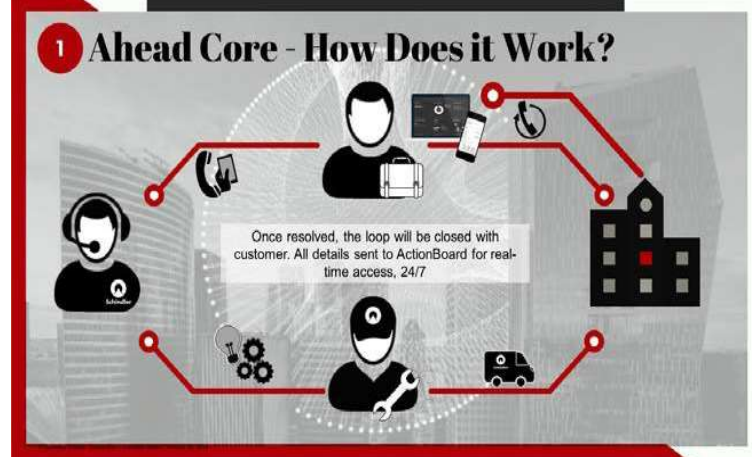 1 Ahead Core - How Does it Work?
Once resolved, the loop will be closed with
customer. All details sent to ActionBoard for real-
time access, 24/7
Schindler